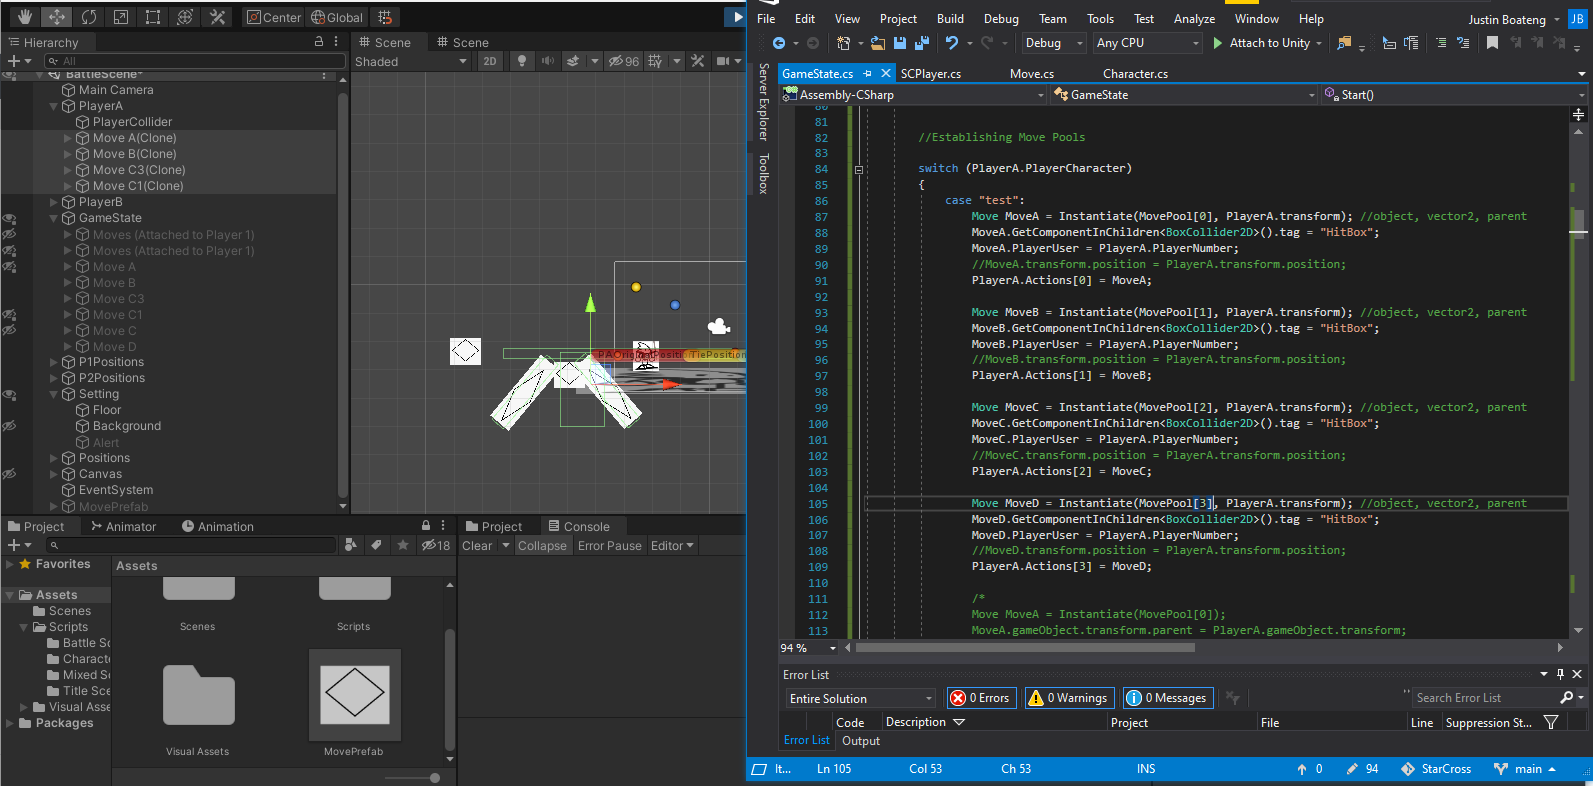 Center
Global
Hierarchy
All
BattleScene*
Main Camera
PlayerA
PlayerCollider
Move A(Clone)
Move B(Clone)
Move C3(Clone)
Move C1(Clone)
PlayerB
GameState
Moves (Attached to Player 1)
Moves (Attached to Player 1)
Move A
Move B
Move C3
Move C1
Move C
Move D
P1Positions
P2Positions
Setting
Floor
Background
Alert
Positions
Canvas
EventSystem
MovePrefab
Scene
Scene
Shaded
2D
96
Project
Animator
Animation
18
Favorites
Assets
Scenes
Scripts
Battle Sc
Characte
Mixed Sc
Title Sce
Visual Asse
Packages
Assets
Scenes
Scripts
Visual Assets
MovePrefab
Project
Console
Clear
Collapse
Error Pause
Editor
File Edit View Project Build Debug Team Tools Test Analyze Window Help
Justin Boateng
JB
Debug
Any CPU
Attach to Unity
Server Explorer
Toolbox
GameState.cs
SCPlayer.cs
Move.cs
Character.cs
Assembly-CSharp
GameState
Start()
80
81
82 //Establishing Move Pools
83
84 switch (PlayerA.PlayerCharacter)
85 {
86 case "test":
87 Move MoveA = Instantiate(MovePool[0], PlayerA.transform); //object, vector2, parent
88 MoveA.GetComponentInChildren<BoxCollider2D>().tag = "HitBox";
89 MoveA.PlayerUser = PlayerA.PlayerNumber;
90 //MoveA.transform.position = PlayerA.transform.position;
91 PlayerA.Actions[0] = MoveA;
92
93 Move MoveB = Instantiate(MovePool[1], PlayerA.transform); //object, vector2, parent
94 MoveB.GetComponentInChildren<BoxCollider2D>().tag = "HitBox";
95 MoveB.PlayerUser = PlayerA.PlayerNumber;
96 //MoveB.transform.position = PlayerA.transform.position;
97 PlayerA.Actions[1] = MoveB;
98
99 Move MoveC = Instantiate(MovePool[2], PlayerA.transform); //object, vector2, parent
100 MoveC.GetComponentInChildren<BoxCollider2D>().tag = "HitBox";
101 MoveC.PlayerUser = PlayerA.PlayerNumber;
102 //MoveC.transform.position = PlayerA.transform.position;
103 PlayerA.Actions[2] = MoveC;
104
105 Move MoveD = Instantiate(MovePool[3], PlayerA.transform); //object, vector2, parent
106 MoveD.GetComponentInChildren<BoxCollider2D>().tag = "HitBox";
107 MoveD.PlayerUser = PlayerA.PlayerNumber;
108 //MoveD.transform.position = PlayerA.transform.position;
109 PlayerA.Actions[3] = MoveD;
110
111 /*
112 Move MoveA = Instantiate(MovePool[0]);
113 MoveA.gameObject.transform.parent = PlayerA.gameObject.transform;
94 %
Error List
Entire Solution
0 Errors
0 Warnings
0 Messages
Search Error List
Code
Description
Project
File
Line
Suppression St...
Error List
Output
It...
Ln 105
Col 53
Ch 53
INS
0
94
StarCross
main